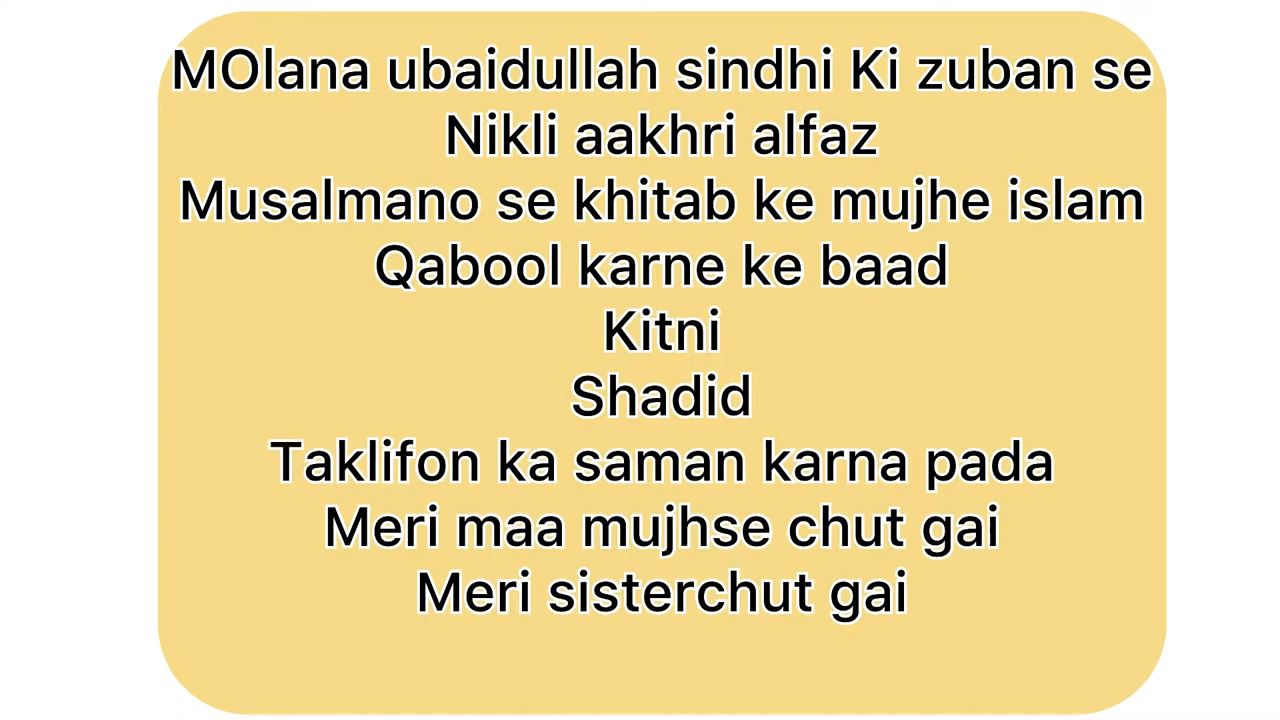 MOlana ubaidullah sindhi Ki zuban se
Nikli aakhri alfaz
Musalmano se khitab ke mujhe islam
Qabool karne ke baad
Kitni
Shadid
Taklifon ka saman karna pada
Meri maa mujhse chut gai
Meri sisterchut gai